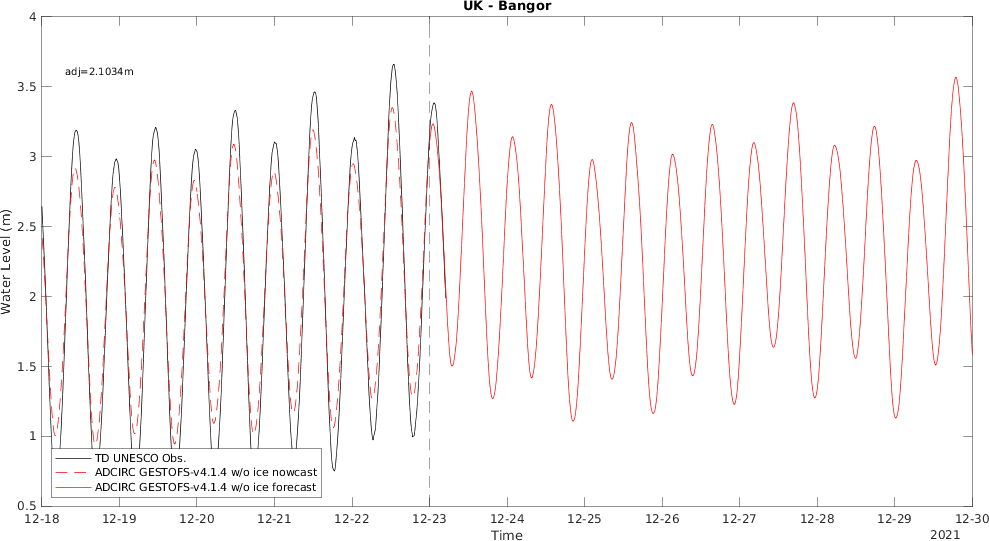 UK - Bangor
adj=2.1034m
Water Level (m)
4
3.5
3
2.5
2
1.5
1
0.5
TD UNESCO Obs.
ADCIRC GESTOFS-v4.1.4 w/o ice nowcast
ADCIRC GESTOFS-v4.1.4 w/o ice forecast
12-18 12-19 12-20 12-21 12-22 12-23 12-24 12-25 12-26 12-27 12-28 12-29 12-30
Time
2021